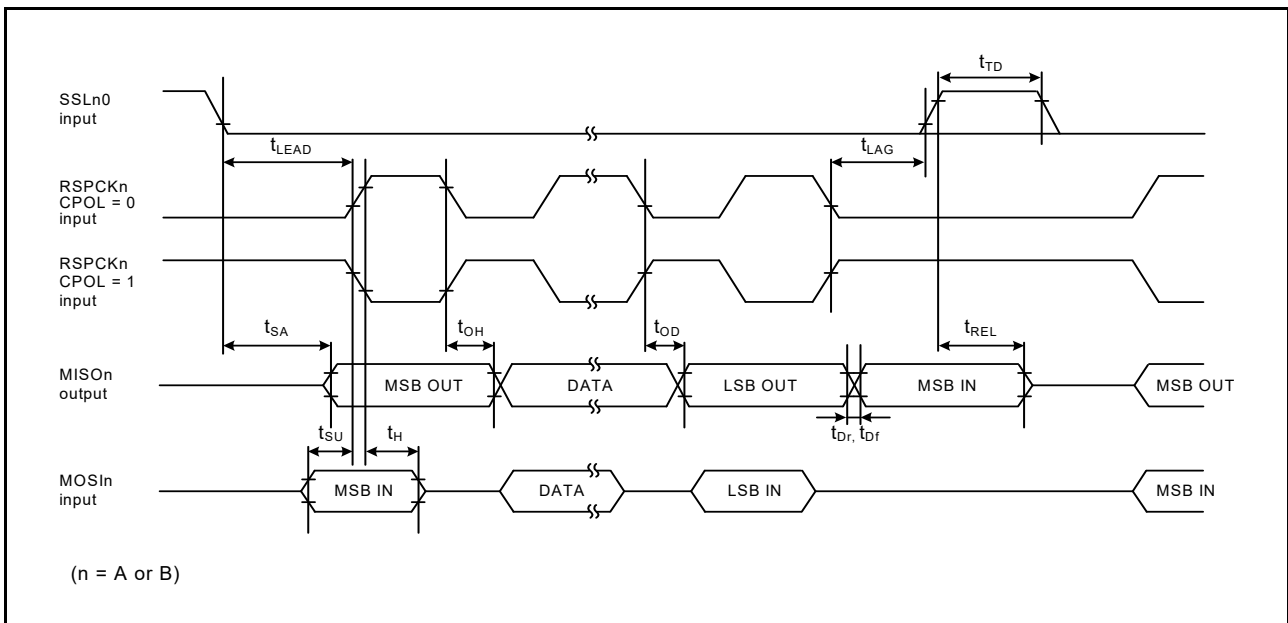 tTD
SSLn0
input
tLEAD
tLAG
RSPCKn
CPOL = 0
input
RSPCKn
CPOL = 1
input
tSA
tOH
tOD
tREL
MISOn
output
MSB OUT
DATA
LSB OUT
MSB IN
MSB OUT
tSU
tH
tDr, tDf
MOSIn
input
MSB IN
DATA
LSB IN
MSB IN
(n = A or B)